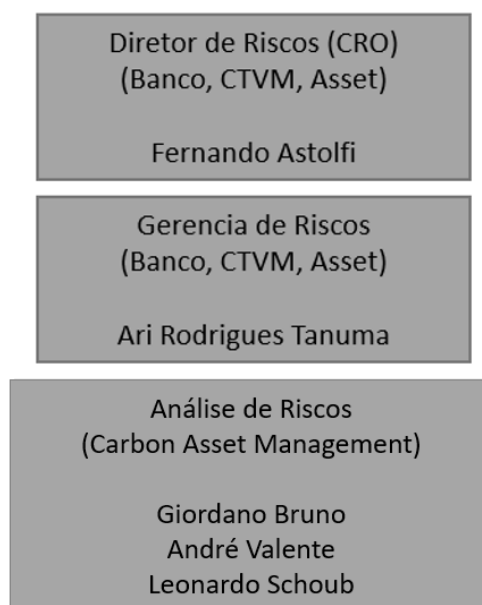 Diretor de Riscos (CRO)
(Banco, CTVM, Asset)
Fernando Astolfi
Gerencia de Riscos
(Banco, CTVM, Asset)
Ari Rodrigues Tanuma
Análise de Riscos
(Carbon Asset Management)
Giordano Bruno
André Valente
Leonardo Schoub